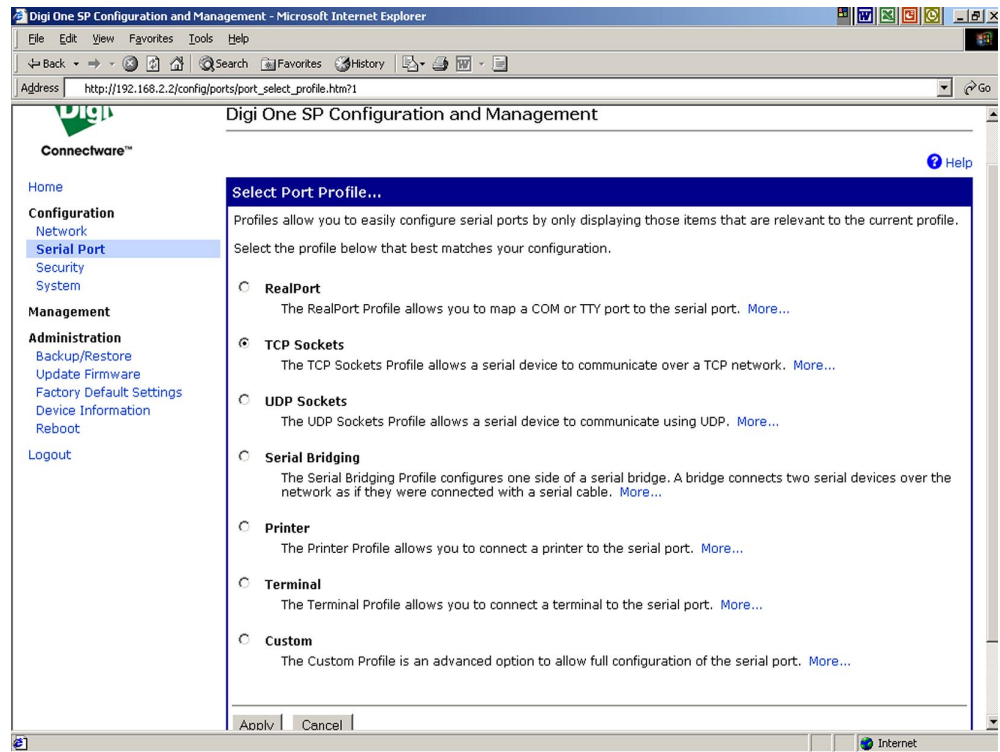 Digi One SP Configuration and Management - Microsoft Internet Explorer
File Edit View Favorites Tools Help
Back Search Favorites History
Address http://192.168.2.2/config/ports/port_select_profile.htm?1 Go
Digi
Connectware™
Digi One SP Configuration and Management
Help
Home
Configuration
Network
Serial Port
Security
System
Management
Administration
Backup/Restore
Update Firmware
Factory Default Settings
Device Information
Reboot
Logout
Select Port Profile...
Profiles allow you to easily configure serial ports by only displaying those items that are relevant to the current profile.
Select the profile below that best matches your configuration.
RealPort
The RealPort Profile allows you to map a COM or TTY port to the serial port. More...
TCP Sockets
The TCP Sockets Profile allows a serial device to communicate over a TCP network. More...
UDP Sockets
The UDP Sockets Profile allows a serial device to communicate using UDP. More...
Serial Bridging
The Serial Bridging Profile configures one side of a serial bridge. A bridge connects two serial devices over the
network as if they were connected with a serial cable. More...
Printer
The Printer Profile allows you to connect a printer to the serial port. More...
Terminal
The Terminal Profile allows you to connect a terminal to the serial port. More...
Custom
The Custom Profile is an advanced option to allow full configuration of the serial port. More...
Apply Cancel
Internet